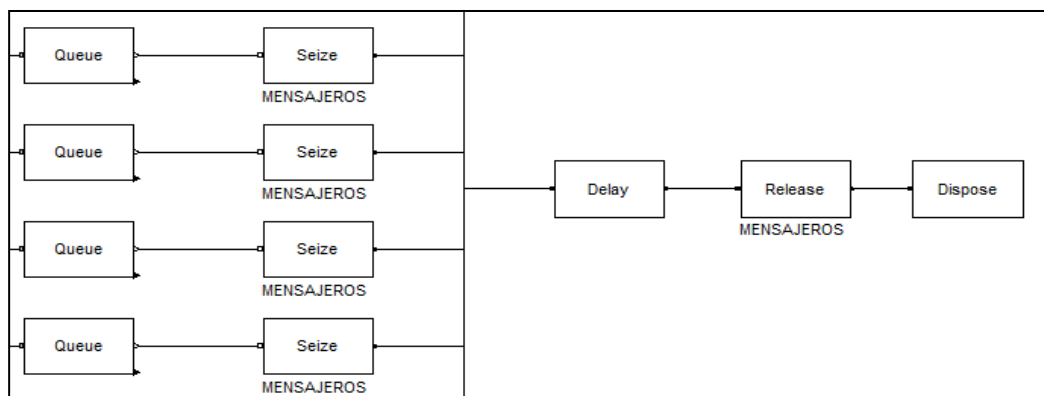 Queue
Seize
MENSAJEROS
Queue
Seize
MENSAJEROS
Delay
Release
Dispose
MENSAJEROS
Queue
Seize
MENSAJEROS
Queue
Seize
MENSAJEROS